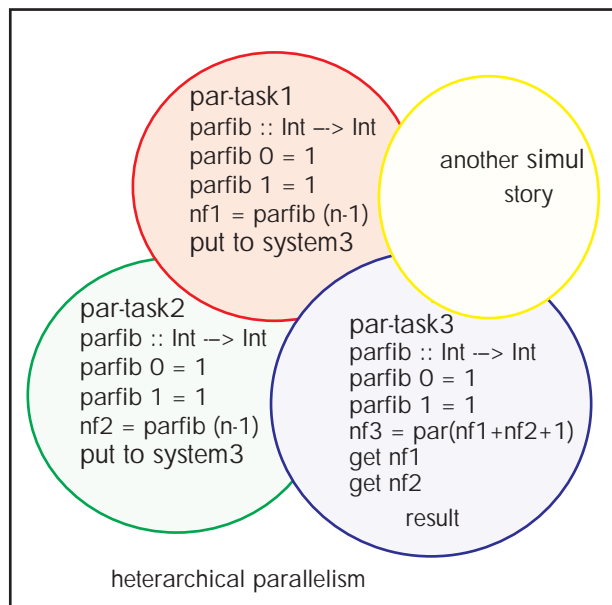 par-task1
parfib :: Int —-> Int
parfib 0 = 1
parfib 1 = 1
nf1 = parfib (n-1)
put to system3
another simul
story
par-task2
parfib :: Int —-> Int
parfib 0 = 1
parfib 1 = 1
nf2 = parfib (n-1)
put to system3
par-task3
parfib :: Int —-> Int
parfib 0 = 1
parfib 1 = 1
nf3 = par(nf1+nf2+1)
get nf1
get nf2
result
heterarchical parallelism